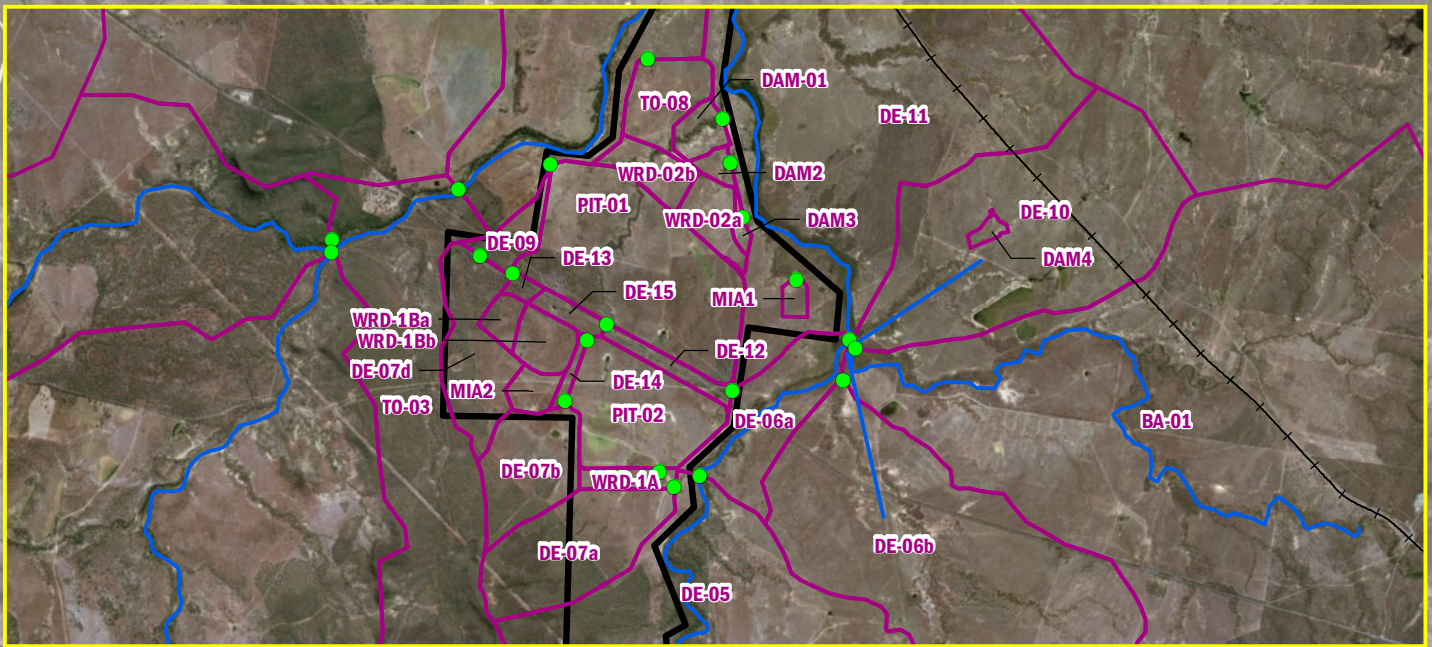 DAM-01
TO-08
DE-11
WRD-02b
DAM2
PIT-01
WRD-02a
DAM3
DE-10
DE-09
DE-13
DAM4
DE-15
MIA1
WRD-1Ba
WRD-1Bb
DE-12
DE-07d
DE-14
MIA2
TO-03
PIT-02
DE-06a
BA-01
DE-07b
WRD-1A
DE-06b
DE-07a
DE-05